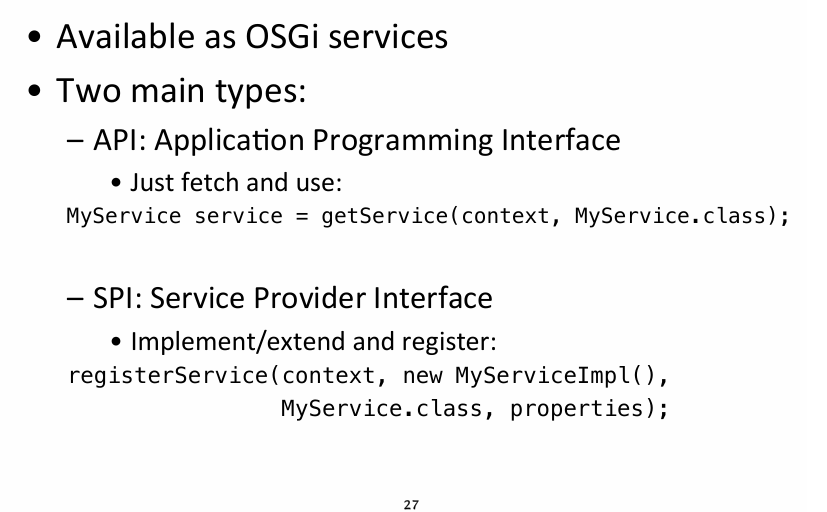 • Available as OSGi services
• Two main types:
– API: Application Programming Interface
• Just fetch and use:
MyService service = getService(context, MyService.class);
– SPI: Service Provider Interface
• Implement/extend and register:
registerService(context, new MyServiceImpl(),
MyService.class, properties);
27